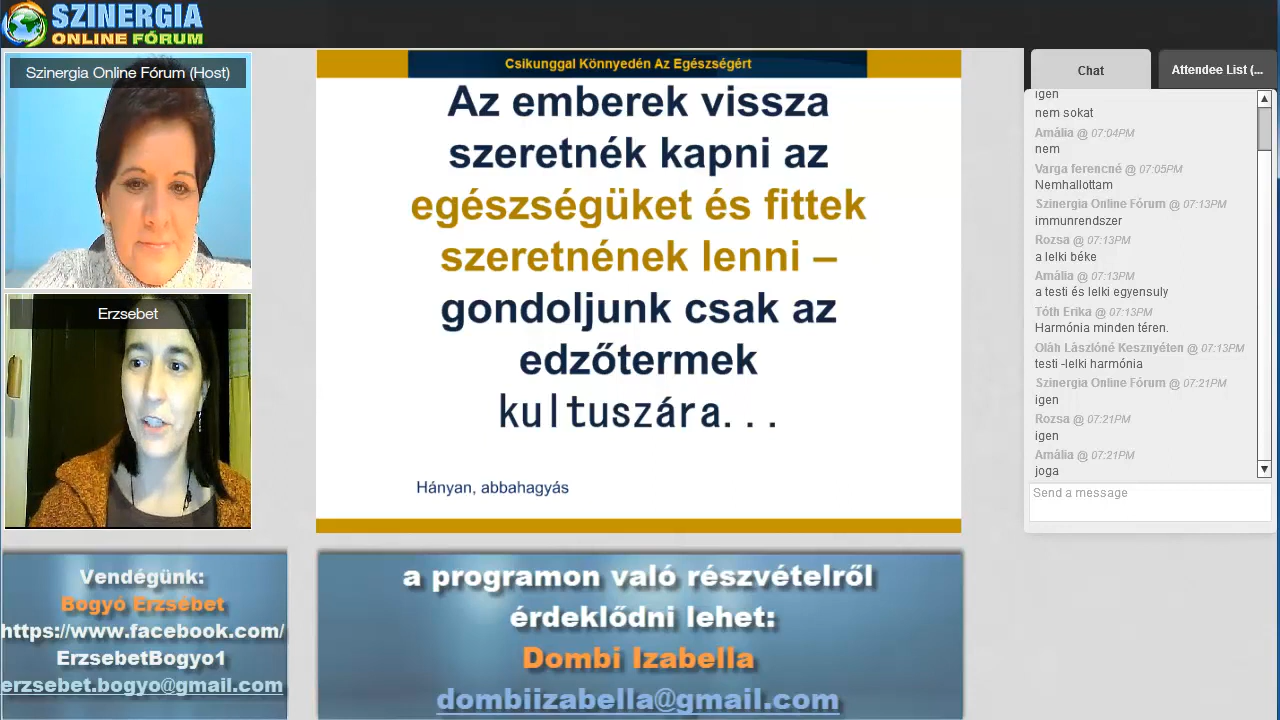 SZINERGIA
ONLINE FÓRUM
Szinergia Online Fórum (Host)
Erzsebet
Csikunggal Könnyedén Az Egészségért
Az emberek vissza
szeretnék kapni az
egészségüket és fittek
szeretnének lenni –
gondoljunk csak az
edzőtermek
kultuszára...
Hányan, abbahagyás
Chat
Attendee List (...
igen
nem sokat
Amália @ 07:04PM
nem
Varga ferencné @ 07:05PM
Nemhallottam
Szinergia Online Fórum @ 07:13PM
immunrendszer
Rozsa @ 07:13PM
a lelki béke
Amália @ 07:13PM
a testi és lelki egyensuly
Tóth Erika @ 07:13PM
Harmónia minden téren.
Oláh Lászlóné Kesznyéten @ 07:13PM
testi -lelki harmónia
Szinergia Online Fórum @ 07:21PM
igen
Rozsa @ 07:21PM
igen
Amália @ 07:21PM
joga
Send a message
Vendégünk:
Bogyó Erzsébet
https://www.facebook.com/
ErzsebetBogyo1
erzsebet.bogyo@gmail.com
a programon való részvételről
érdeklődni lehet:
Dombi Izabella
dombiizabella@gmail.com